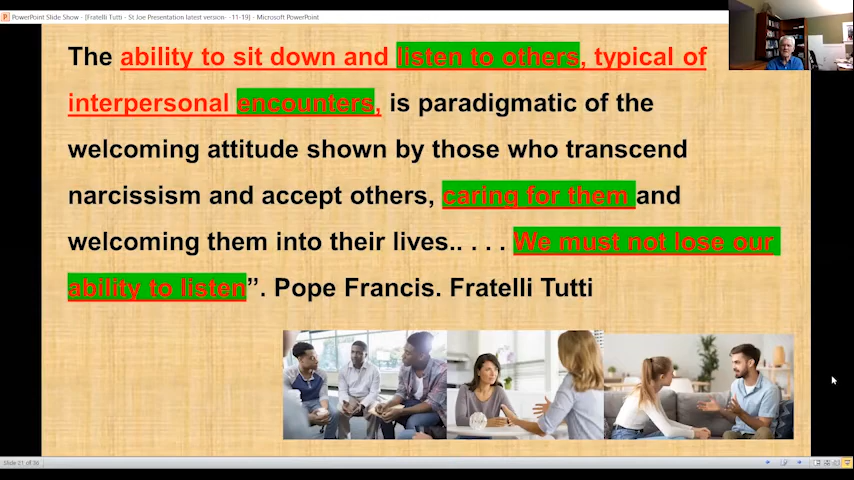 PowerPoint Slide Show - [Fratelli Tutti - St Joe Presentation latest version- -11-19] - Microsoft PowerPoint
The ability to sit down and listen to others, typical of
interpersonal encounters, is paradigmatic of the
welcoming attitude shown by those who transcend
narcissism and accept others, caring for them and
welcoming them into their lives.. . . . We must not lose our
ability to listen”. Pope Francis. Fratelli Tutti
Slide 21 of 36